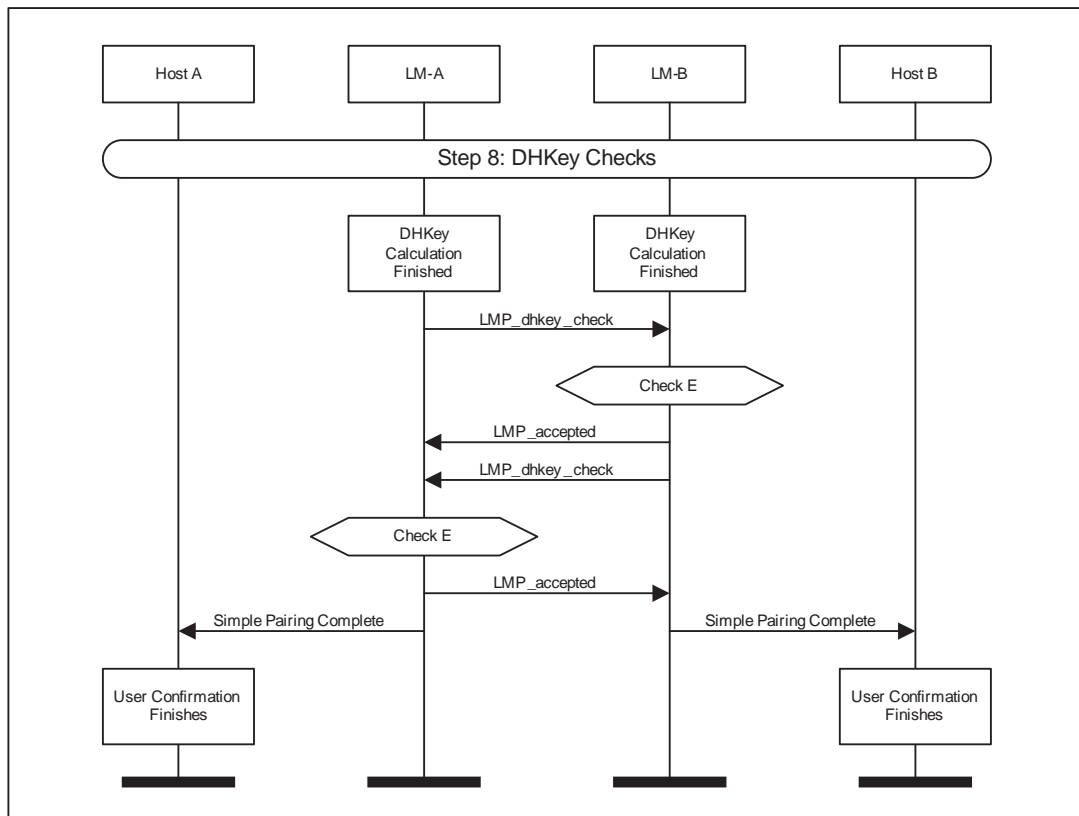 Host A
LM-A
LM-B
Host B
Step 8: DHKey Checks
DHKey
Calculation
Finished
DHKey
Calculation
Finished
LMP_dhkey_check
Check E
LMP_accepted
LMP_dhkey_check
Check E
LMP_accepted
Simple Pairing Complete
Simple Pairing Complete
User Confirmation
Finishes
User Confirmation
Finishes